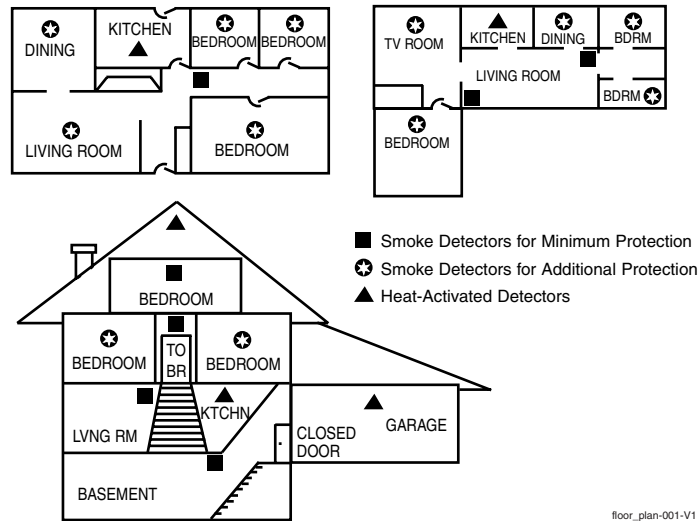 DINING
KITCHEN
BEDROOM
BEDROOM
LIVING ROOM
BEDROOM
TV ROOM
KITCHEN
DINING
BDRM
LIVING ROOM
BDRM
BEDROOM
Smoke Detectors for Minimum Protection
Smoke Detectors for Additional Protection
Heat-Activated Detectors
BEDROOM
BEDROOM
TO
BR
BEDROOM
LVNG RM
KTCHN
CLOSED
DOOR
GARAGE
BASEMENT
floor_plan-001-V1